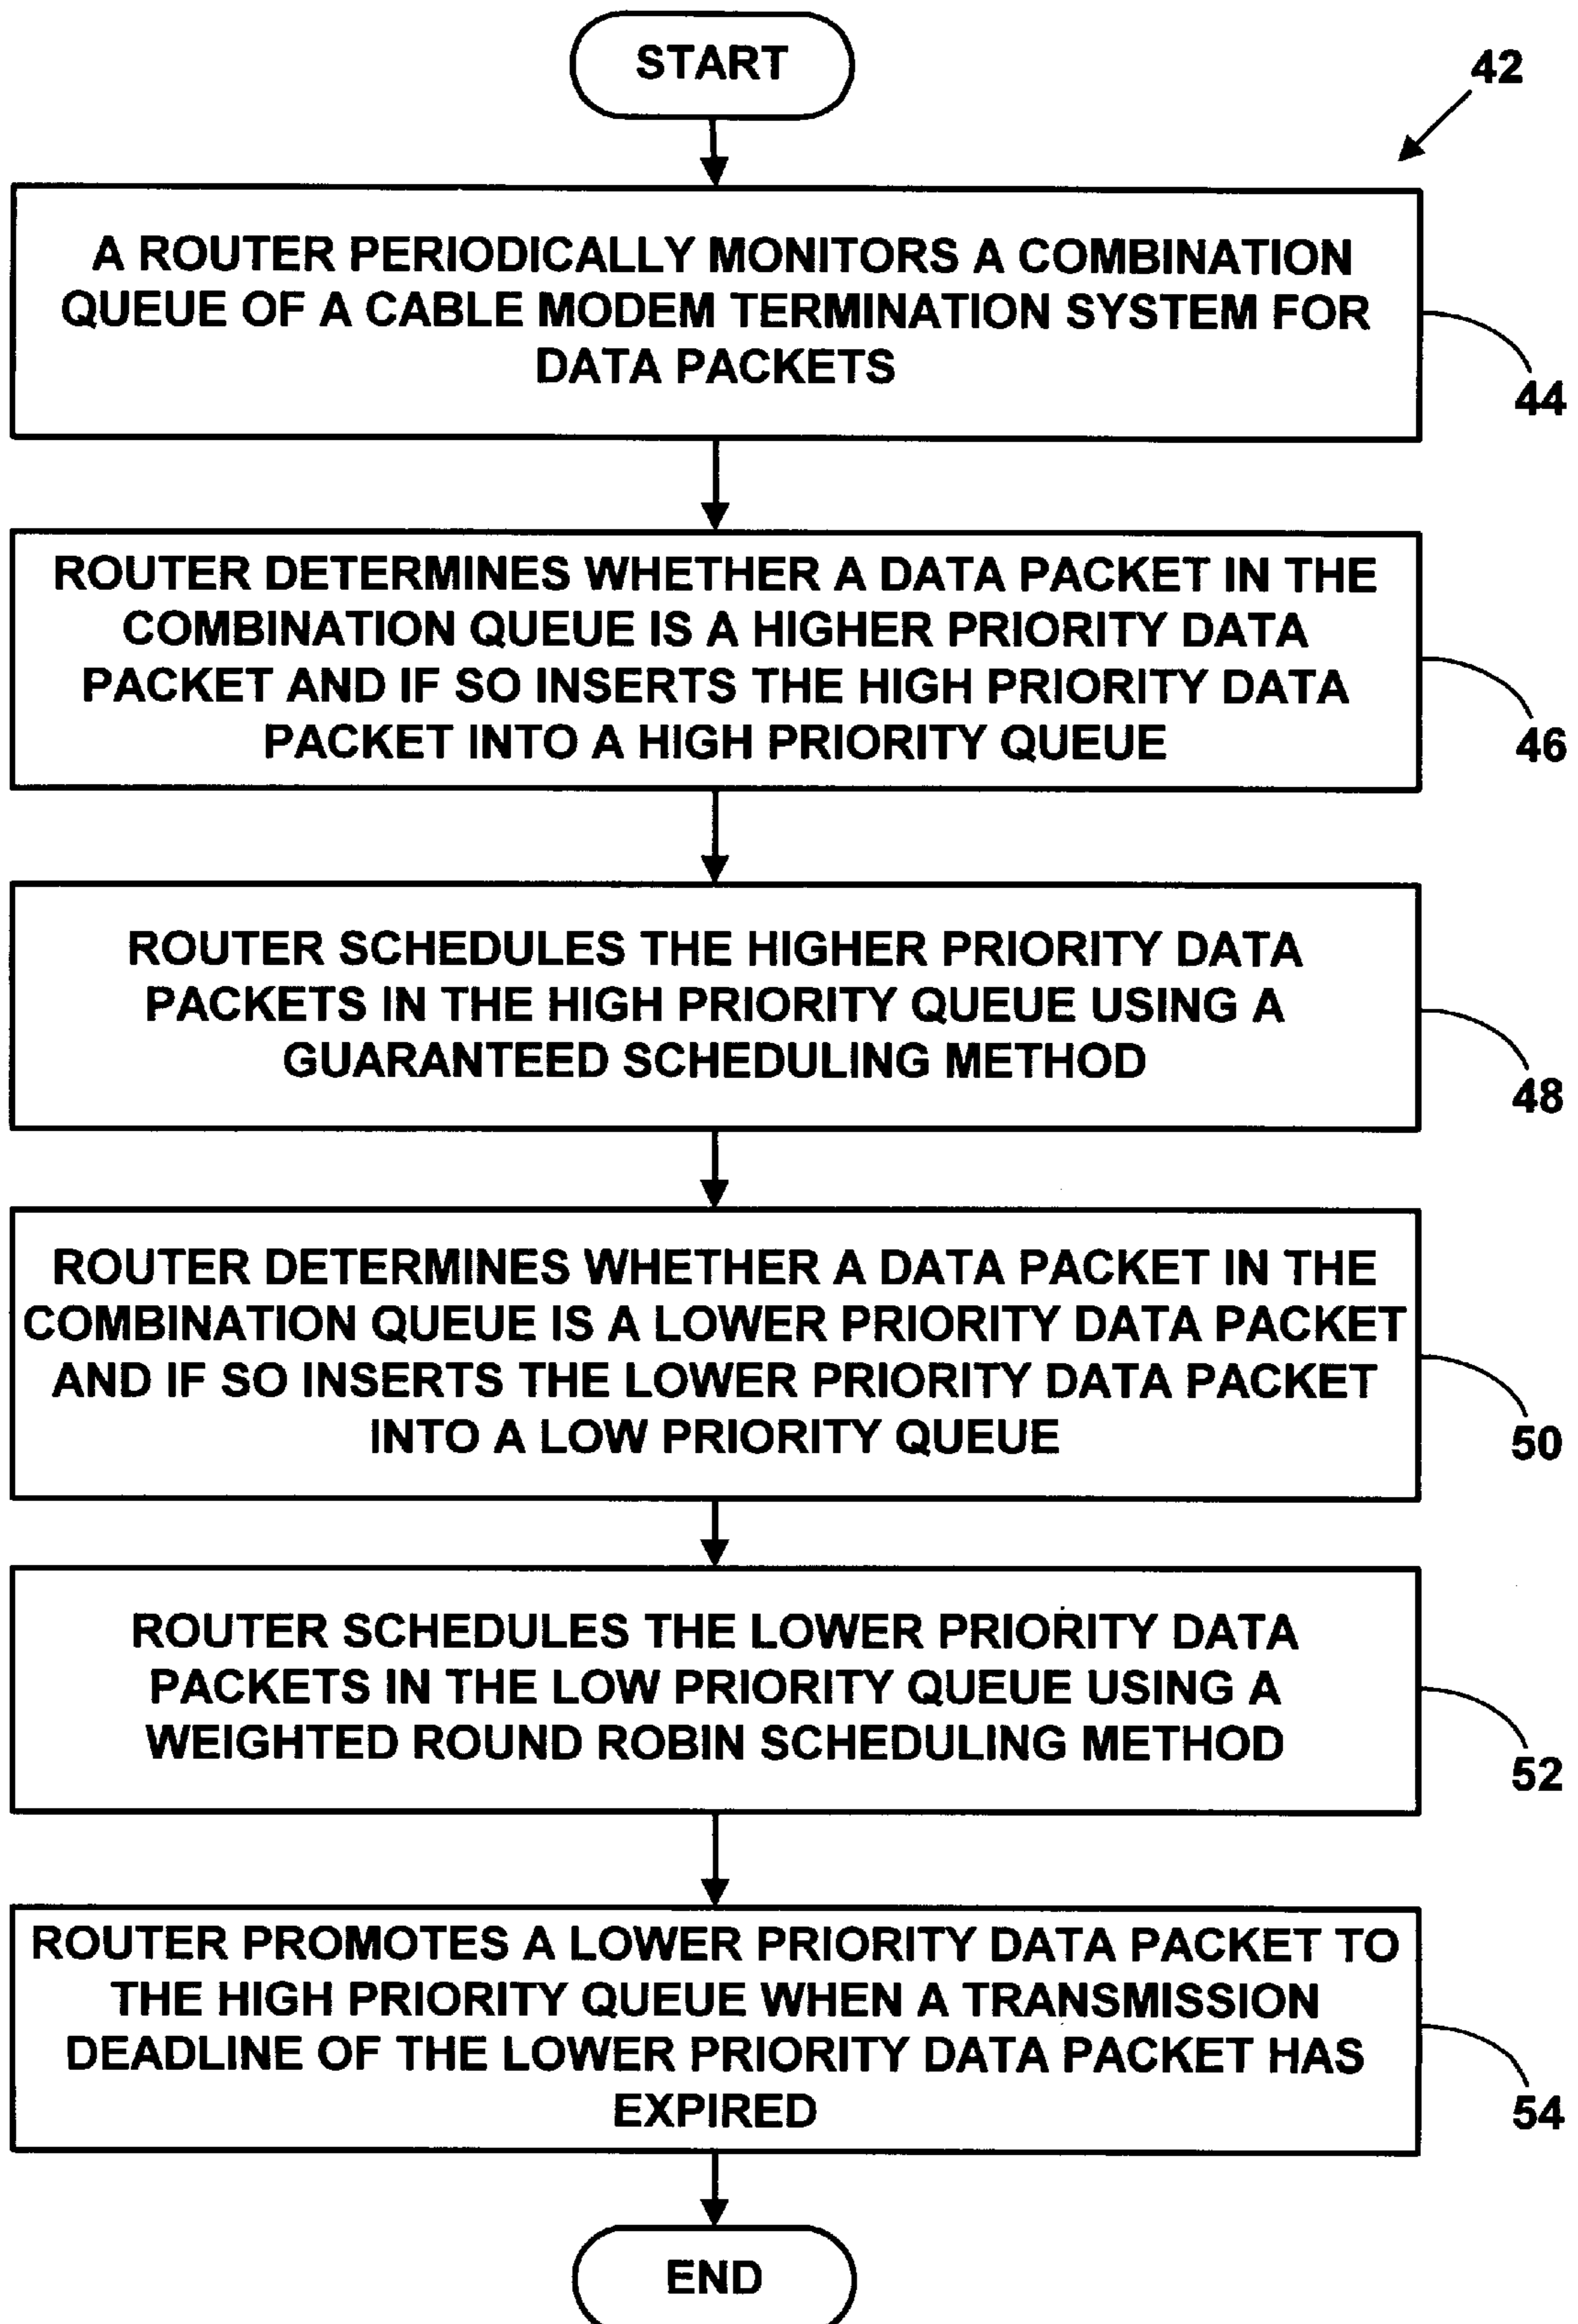 START
42
A ROUTER PERIODICALLY MONITORS A COMBINATION
QUEUE OF A CABLE MODEM TERMINATION SYSTEM FOR
DATA PACKETS
44
ROUTER DETERMINES WHETHER A DATA PACKET IN THE
COMBINATION QUEUE IS A HIGHER PRIORITY DATA
PACKET AND IF SO INSERTS THE HIGH PRIORITY DATA
PACKET INTO A HIGH PRIORITY QUEUE
46
ROUTER SCHEDULES THE HIGHER PRIORITY DATA
PACKETS IN THE HIGH PRIORITY QUEUE USING A
GUARANTEED SCHEDULING METHOD
48
ROUTER DETERMINES WHETHER A DATA PACKET IN THE
COMBINATION QUEUE IS A LOWER PRIORITY DATA PACKET
AND IF SO INSERTS THE LOWER PRIORITY DATA PACKET
INTO A LOW PRIORITY QUEUE
50
ROUTER SCHEDULES THE LOWER PRIORITY DATA
PACKETS IN THE LOW PRIORITY QUEUE USING A
WEIGHTED ROUND ROBIN SCHEDULING METHOD
52
ROUTER PROMOTES A LOWER PRIORITY DATA PACKET TO
THE HIGH PRIORITY QUEUE WHEN A TRANSMISSION
DEADLINE OF THE LOWER PRIORITY DATA PACKET HAS
EXPIRED
54
END